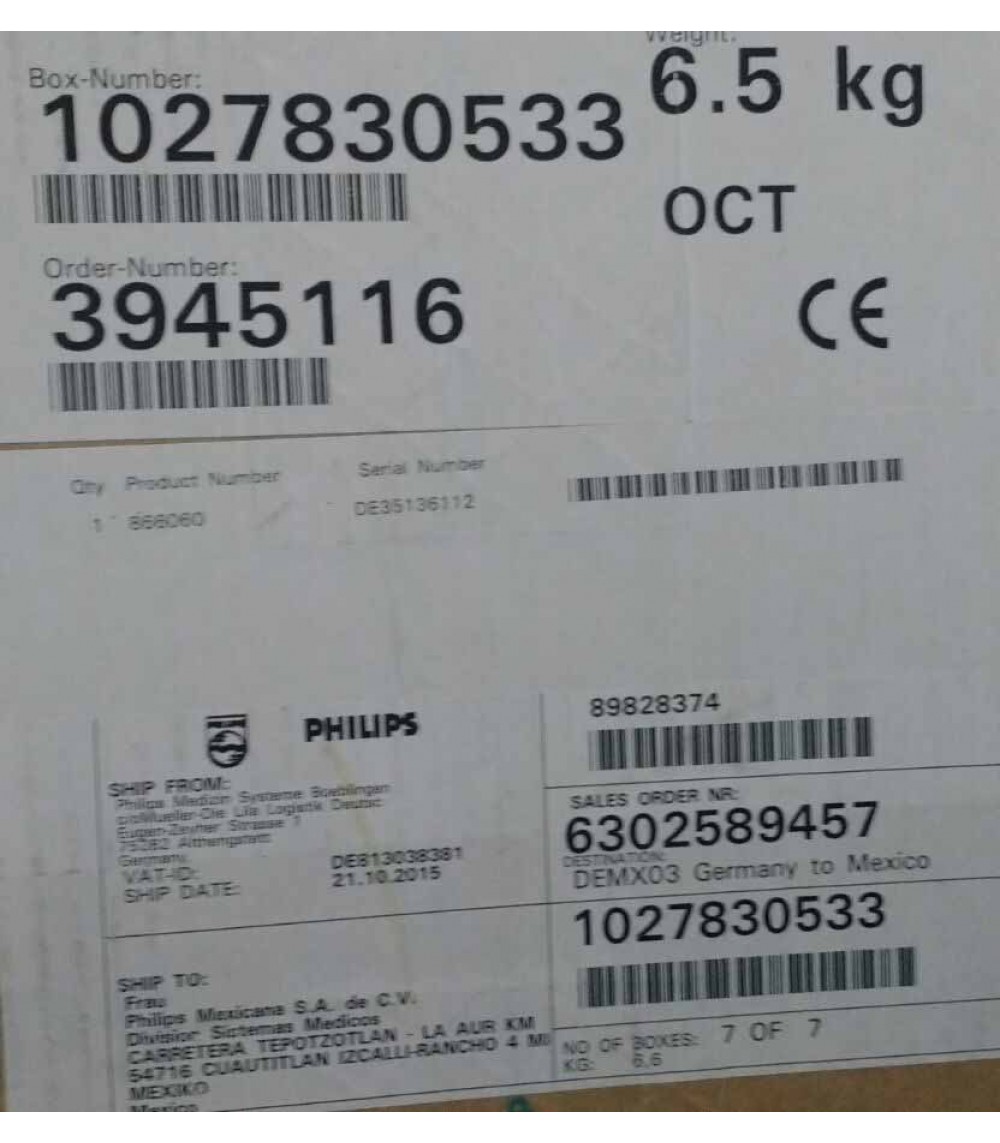 Weight:
Box-Number:
6.5 kg
1027830533
OCT
Order-Number:
3945116
CE
Qty Product Number Serial Number
1 866060 DE35136112
PHILIPS
89828374
SHIP FROM:
Philips Medizin Systeme Boeblingen
Eugen-Zeyher Strasse 1
Germany
VAT-ID: DE813038381
SHIP DATE: 21.10.2015
SALES ORDER NR:
6302589457
DESTINATION:
DEMX03 Germany to Mexico
1027830533
SHIP TO:
Frau
Philips Mexicana S.A. de C.V.
Division Sistemas Medicos
CARRETERA TEPOTZOTLAN - LA AUR KM
54716 CUAUTITLAN IZCALLI-RANCHO 4 MI
MEXIKO
Mexico
NO OF BOXES: 7 OF 7
KG: 6,6